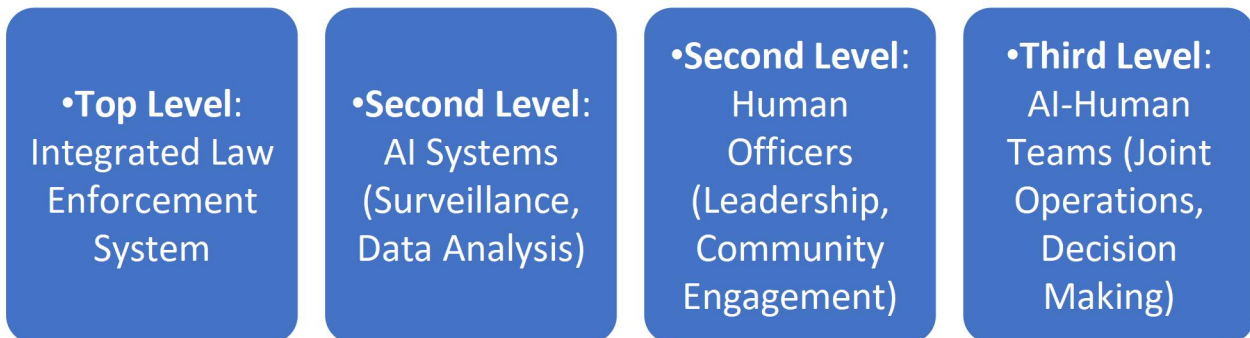 •Top Level:
Integrated Law
Enforcement
System
•Second Level:
AI Systems
(Surveillance,
Data Analysis)
•Second Level:
Human
Officers
(Leadership,
Community
Engagement)
•Third Level:
AI-Human
Teams (Joint
Operations,
Decision
Making)